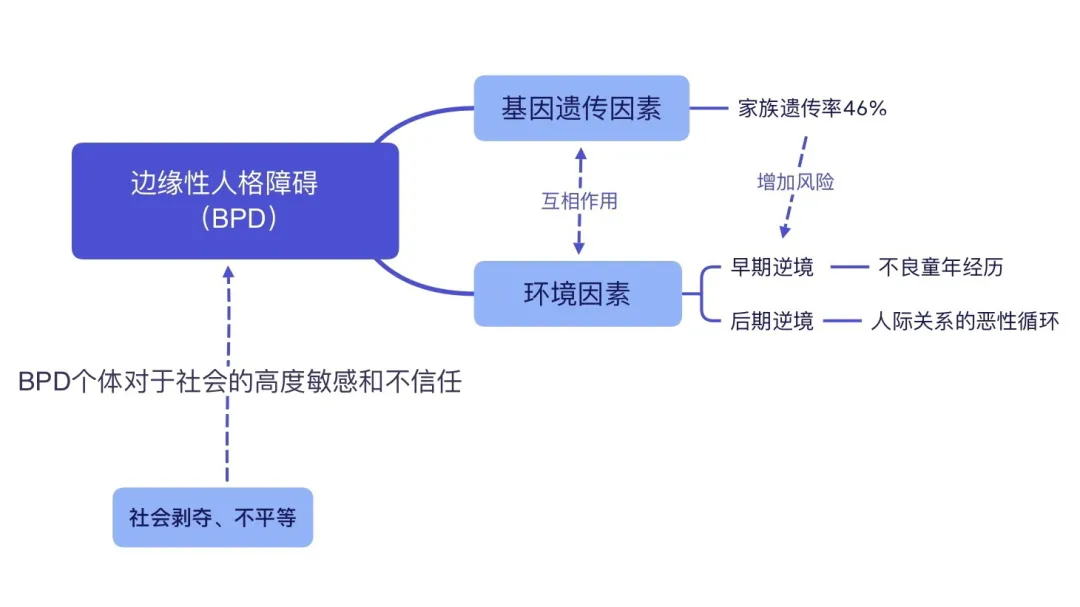 基因遗传因素
家族遗传率46%
边缘性人格障碍
（BPD）
互相作用
增加风险
环境因素
早期逆境
不良童年经历
后期逆境
人际关系的恶性循环
BPD个体对于社会的高度敏感和不信任
社会剥夺、不平等